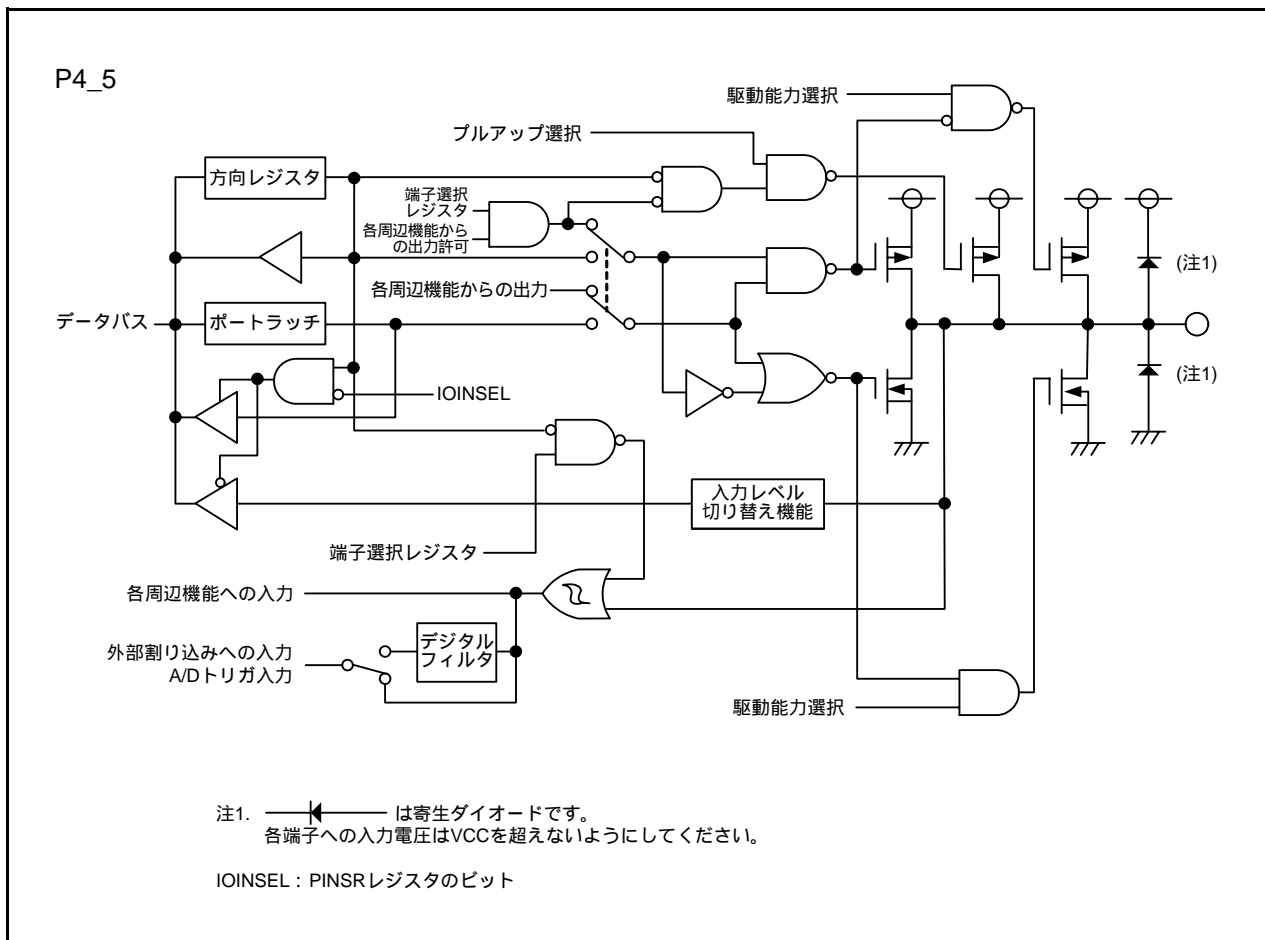 P4_5
駆動能力選択
プルアップ選択
方向レジスタ
端子選択
レジスタ
各周辺機能から
の出力許可
(注1)
各周辺機能からの出力
データバス
ポートラッチ
IOINSEL
(注1)
入力レベル
切り替え機能
端子選択レジスタ
各周辺機能への入力
デジタル
フィルタ
外部割り込みへの入力
A/Dトリガ入力
駆動能力選択
注1. は寄生ダイオードです。
各端子への入力電圧はVCCを超えないようにしてください。
IOINSEL : PINSRレジスタのビット